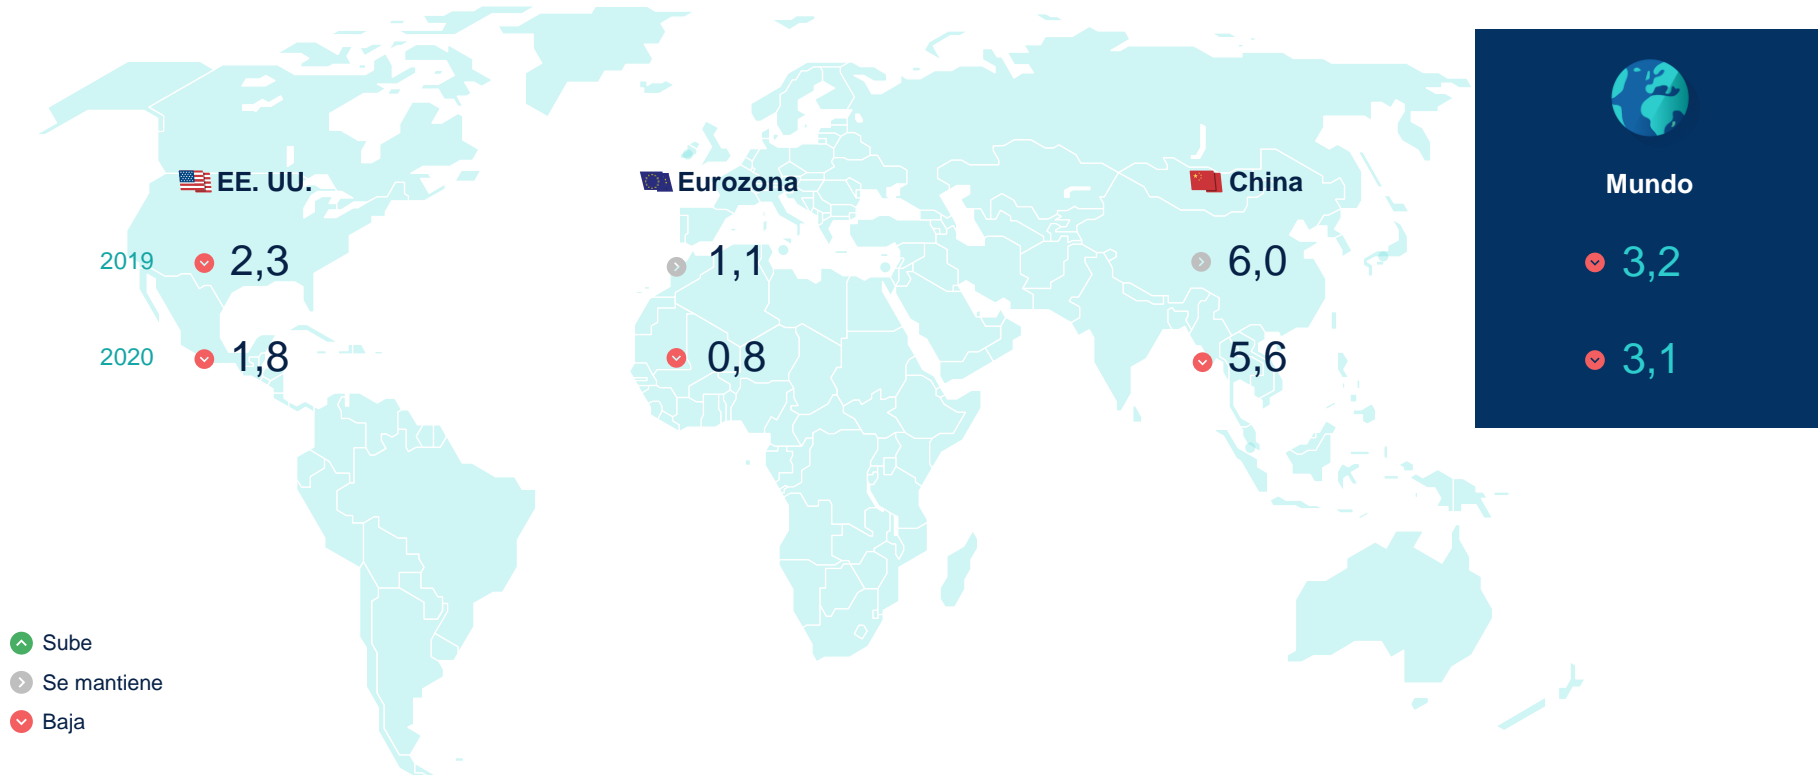 EE. UU.
Eurozona
China
Mundo
2019
2,3
1,1
6,0
3,2
2020
1,8
0,8
5,6
3,1
Sube
Se mantiene
Baja